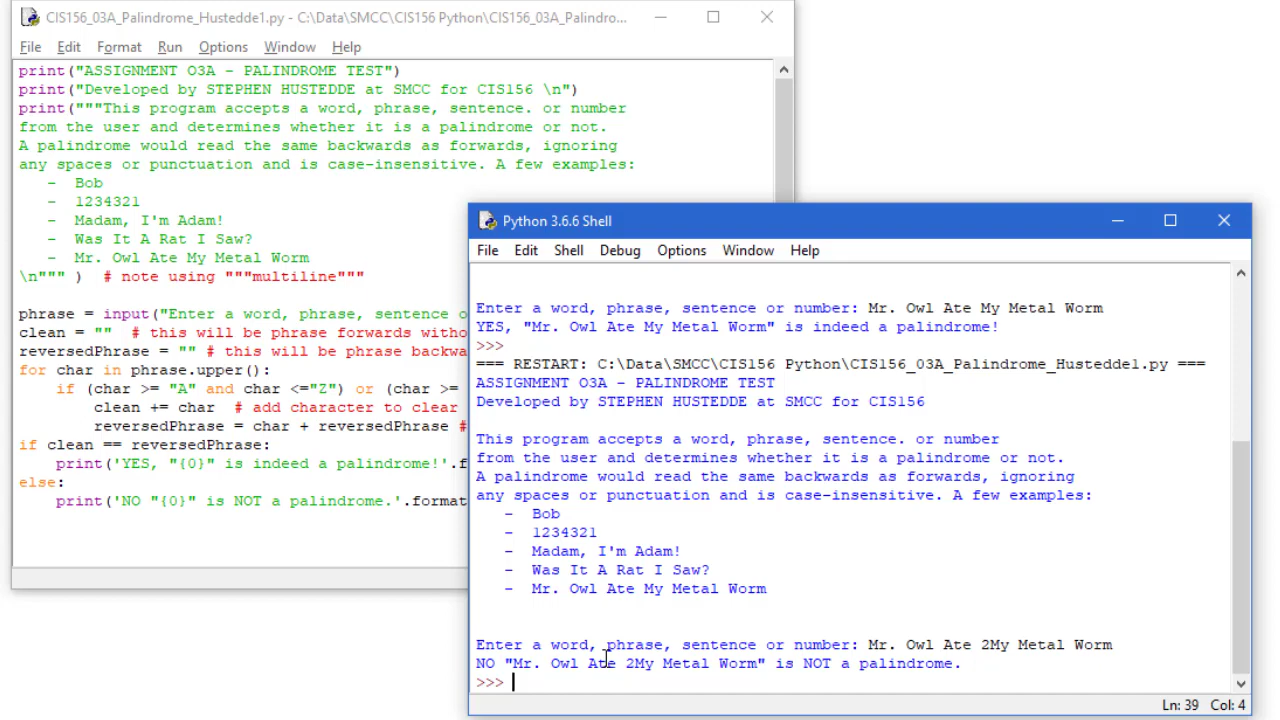 CIS156_03A_Palindrome_Hustedde1.py - C:\Data\SMCC\CIS156 Python\CIS156_03A_Palindro...
File Edit Format Run Options Window Help
print("ASSIGNMENT O3A - PALINDROME TEST")
print("Developed by STEPHEN HUSTEDDE at SMCC for CIS156 \n")
print("""This program accepts a word, phrase, sentence. or number
from the user and determines whether it is a palindrome or not.
A palindrome would read the same backwards as forwards, ignoring
any spaces or punctuation and is case-insensitive. A few examples:
- Bob
- 1234321
- Madam, I'm Adam!
- Was It A Rat I Saw?
- Mr. Owl Ate My Metal Worm
\n""" )  # note using """multiline"""
phrase = input("Enter a word, phrase, sentence o
clean = ""  # this will be phrase forwards witho
reversedPhrase = "" # this will be phrase backwa
for char in phrase.upper():
if (char >= "A" and char <="Z") or (char >=
clean += char  # add character to clear
reversedPhrase = char + reversedPhrase #
if clean == reversedPhrase:
print('YES, "{0}" is indeed a palindrome!'.f
else:
print('NO "{0}" is NOT a palindrome.'.format
Python 3.6.6 Shell
File Edit Shell Debug Options Window Help
Enter a word, phrase, sentence or number: Mr. Owl Ate My Metal Worm
YES, "Mr. Owl Ate My Metal Worm" is indeed a palindrome!
>>>
=== RESTART: C:\Data\SMCC\CIS156 Python\CIS156_03A_Palindrome_Hustedde1.py ===
ASSIGNMENT O3A - PALINDROME TEST
Developed by STEPHEN HUSTEDDE at SMCC for CIS156
This program accepts a word, phrase, sentence. or number
from the user and determines whether it is a palindrome or not.
A palindrome would read the same backwards as forwards, ignoring
any spaces or punctuation and is case-insensitive. A few examples:
- Bob
- 1234321
- Madam, I'm Adam!
- Was It A Rat I Saw?
- Mr. Owl Ate My Metal Worm
Enter a word, phrase, sentence or number: Mr. Owl Ate 2My Metal Worm
NO "Mr. Owl Ate 2My Metal Worm" is NOT a palindrome.
>>>
Ln: 39 Col: 4